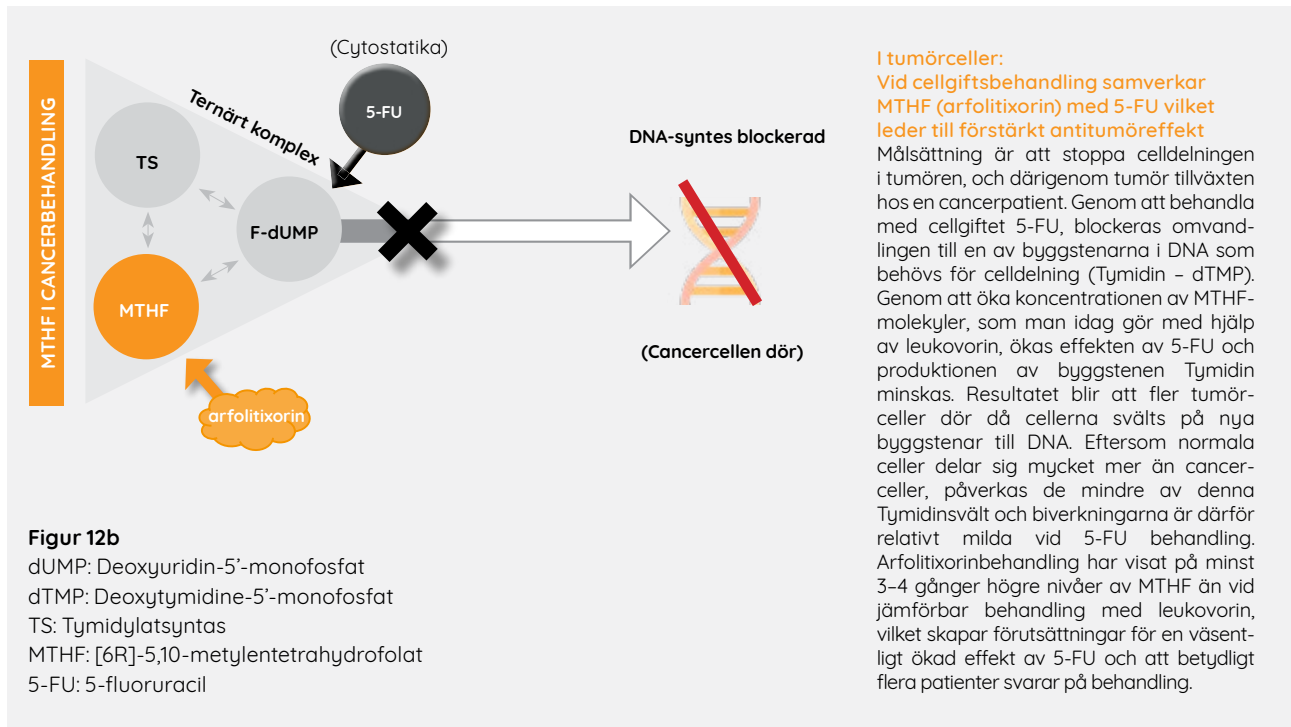 MTHF I CANCERBEHANDLING
Ternärt komplex
(Cytostatika)
5-FU
TS
F-dUMP
MTHF
arfolitixorin
DNA-syntes blockerad
(Cancercellen dör)
Figur 12b
dUMP: Deoxyuridin-5’-monofosfat
dTMP: Deoxytymidine-5’-monofosfat
TS: Tymidylatsyntas
MTHF: [6R]-5,10-metylentetrahydrofolat
5-FU: 5-fluoruracil
I tumörceller:
Vid cellgiftsbehandling samverkar
MTHF (arfolitixorin) med 5-FU vilket
leder till förstärkt antitumöreffekt
Målsättning är att stoppa celldelningen
i tumören, och därigenom tumör tillväxten
hos en cancerpatient. Genom att behandla
med cellgiftet 5-FU, blockeras omvand-
lingen till en av byggstenarna i DNA som
behövs för celldelning (Tymidin – dTMP).
Genom att öka koncentrationen av MTHF-
molekyler, som man idag gör med hjälp
av leukovorin, ökas effekten av 5-FU och
produktionen av byggstenen Tymidin
minskas. Resultatet blir att fler tumör-
celler dör då cellerna svälts på nya
byggstenar till DNA. Eftersom normala
celler delar sig mycket mer än cancer-
celler, påverkas de mindre av denna
Tymidinsvält och biverkningarna är därför
relativt milda vid 5-FU behandling.
Arfolitixorinbehandling har visat på minst
3–4 gånger högre nivåer av MTHF än vid
jämförbar behandling med leukovorin,
vilket skapar förutsättningar för en väsent-
ligt ökad effekt av 5-FU och att betydligt
flera patienter svarar på behandling.